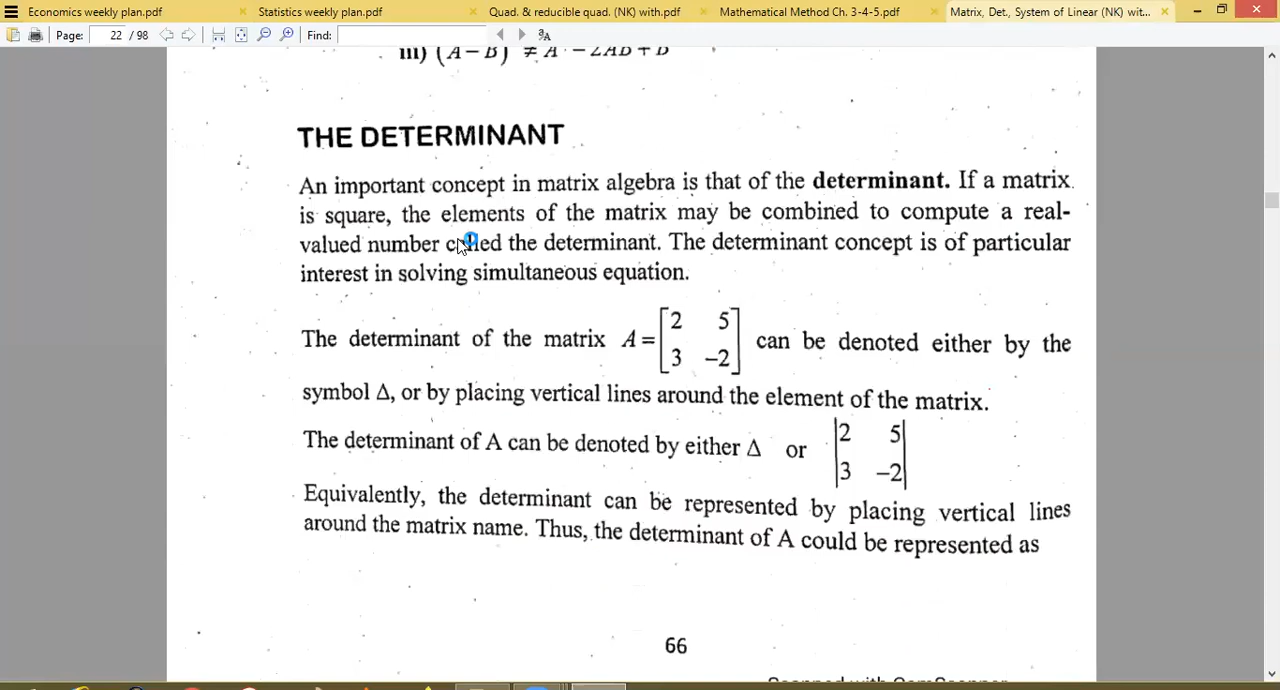 Economics weekly plan.pdf × Statistics weekly plan.pdf × Quad. & reducible quad. (NK) with.pdf × Mathematical Method Ch. 3-4-5.pdf × Matrix, Det., System of Linear (NK) wit... ×
Page: 22 / 98 Find:
iii) (A − B) ≠ A − 2AB + B
THE DETERMINANT
An important concept in matrix algebra is that of the determinant. If a matrix
is square, the elements of the matrix may be combined to compute a real-
valued number called the determinant. The determinant concept is of particular
interest in solving simultaneous equation.
The determinant of the matrix A = [2 5
3 −2] can be denoted either by the
symbol Δ, or by placing vertical lines around the element of the matrix.
The determinant of A can be denoted by either Δ or |2 5
3 −2|
Equivalently, the determinant can be represented by placing vertical lines
around the matrix name. Thus, the determinant of A could be represented as
66